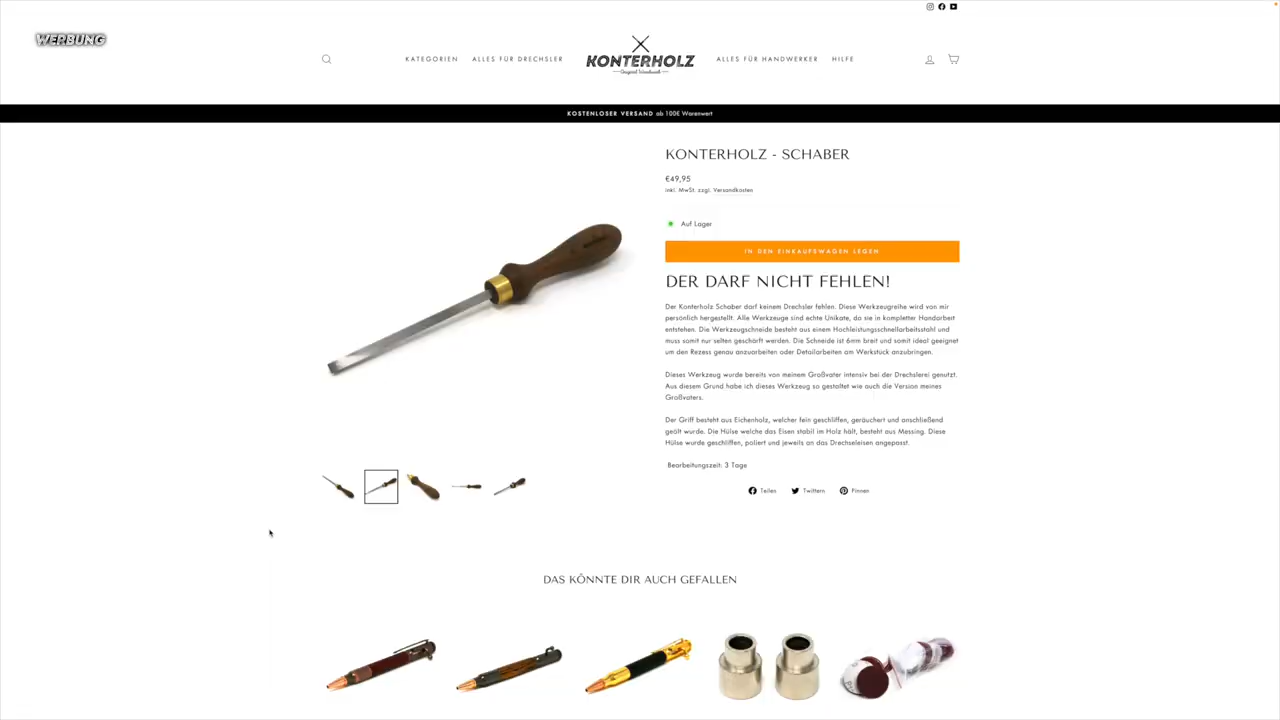 WERBUNG
KATEGORIEN
ALLES FÜR DRECHSLER
KONTERHOLZ
Original Handwerk
ALLES FÜR HANDWERKER
HILFE
KOSTENLOSER VERSAND ab 100€ Warenwert
KONTERHOLZ - SCHABER
€49,95
inkl. MwSt. zzgl. Versandkosten
Auf Lager
IN DEN EINKAUFSWAGEN LEGEN
DER DARF NICHT FEHLEN!
Der Konterholz Schaber darf keinem Drechsler fehlen. Diese Werkzeugreihe wird von mir
persönlich hergestellt. Alle Werkzeuge sind echte Unikate, da sie in kompletter Handarbeit
entstehen. Die Werkzeugschneide besteht aus einem Hochleistungsschnellarbeitsstahl und
muss somit nur selten geschärft werden. Die Schneide ist 6mm breit und somit ideal geeignet
um den Rezess genau anzuarbeiten oder Detailarbeiten am Werkstück anzubringen.
Dieses Werkzeug wurde bereits von meinem Großvater intensiv bei der Drechslerei genutzt.
Aus diesem Grund habe ich dieses Werkzeug so gestaltet wie auch die Version meines
Großvaters.
Der Griff besteht aus Eichenholz, welcher fein geschliffen, geräuchert und anschließend
geölt wurde. Die Hülse welche das Eisen stabil im Holz hält, besteht aus Messing. Diese
Hülse wurde geschliffen, poliert und jeweils an das Drechseleisen angepasst.
Bearbeitungszeit: 3 Tage
Teilen
Twittern
Pinnen
DAS KÖNNTE DIR AUCH GEFALLEN